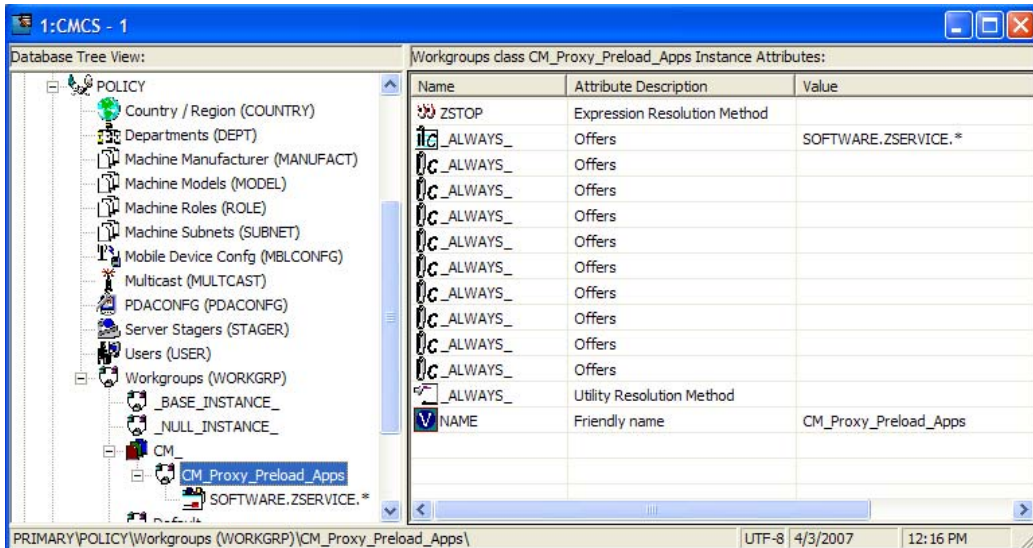 1:CMCS - 1
Database Tree View:
Workgroups class CM_Proxy_Preload_Apps Instance Attributes:
POLICY
Country / Region (COUNTRY)
Departments (DEPT)
Machine Manufacturer (MANUFACT)
Machine Models (MODEL)
Machine Roles (ROLE)
Machine Subnets (SUBNET)
Mobile Device Confg (MBLCONFG)
Multicast (MULTCAST)
PDACONFG (PDACONFG)
Server Stagers (STAGER)
Users (USER)
Workgroups (WORKGRP)
_BASE_INSTANCE_
_NULL_INSTANCE_
CM_
CM_Proxy_Preload_Apps
SOFTWARE.ZSERVICE.*
Default
Name Attribute Description Value
ZSTOP Expression Resolution Method
_ALWAYS_ Offers SOFTWARE.ZSERVICE.*
_ALWAYS_ Offers
_ALWAYS_ Offers
_ALWAYS_ Offers
_ALWAYS_ Offers
_ALWAYS_ Offers
_ALWAYS_ Offers
_ALWAYS_ Offers
_ALWAYS_ Offers
_ALWAYS_ Offers
_ALWAYS_ Utility Resolution Method
NAME Friendly name CM_Proxy_Preload_Apps
PRIMARY\POLICY\Workgroups (WORKGRP)\CM_Proxy_Preload_Apps\ UTF-8 4/3/2007 12:16 PM